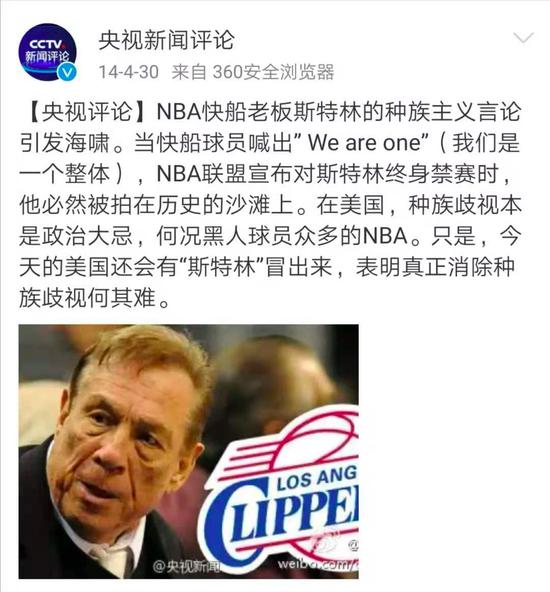 CCTV
新闻评论
央视新闻评论
14-4-30 来自 360安全浏览器
【央视评论】NBA快船老板斯特林的种族主义言论
引发海啸。当快船球员喊出” We are one”（我们是
一个整体），NBA联盟宣布对斯特林终身禁赛时，
他必然被拍在历史的沙滩上。在美国，种族歧视本
是政治大忌，何况黑人球员众多的NBA。只是，今
天的美国还会有“斯特林”冒出来，表明真正消除种
族歧视何其难。
LOS ANG
CLIPPE
@央视新闻
weibo.com/